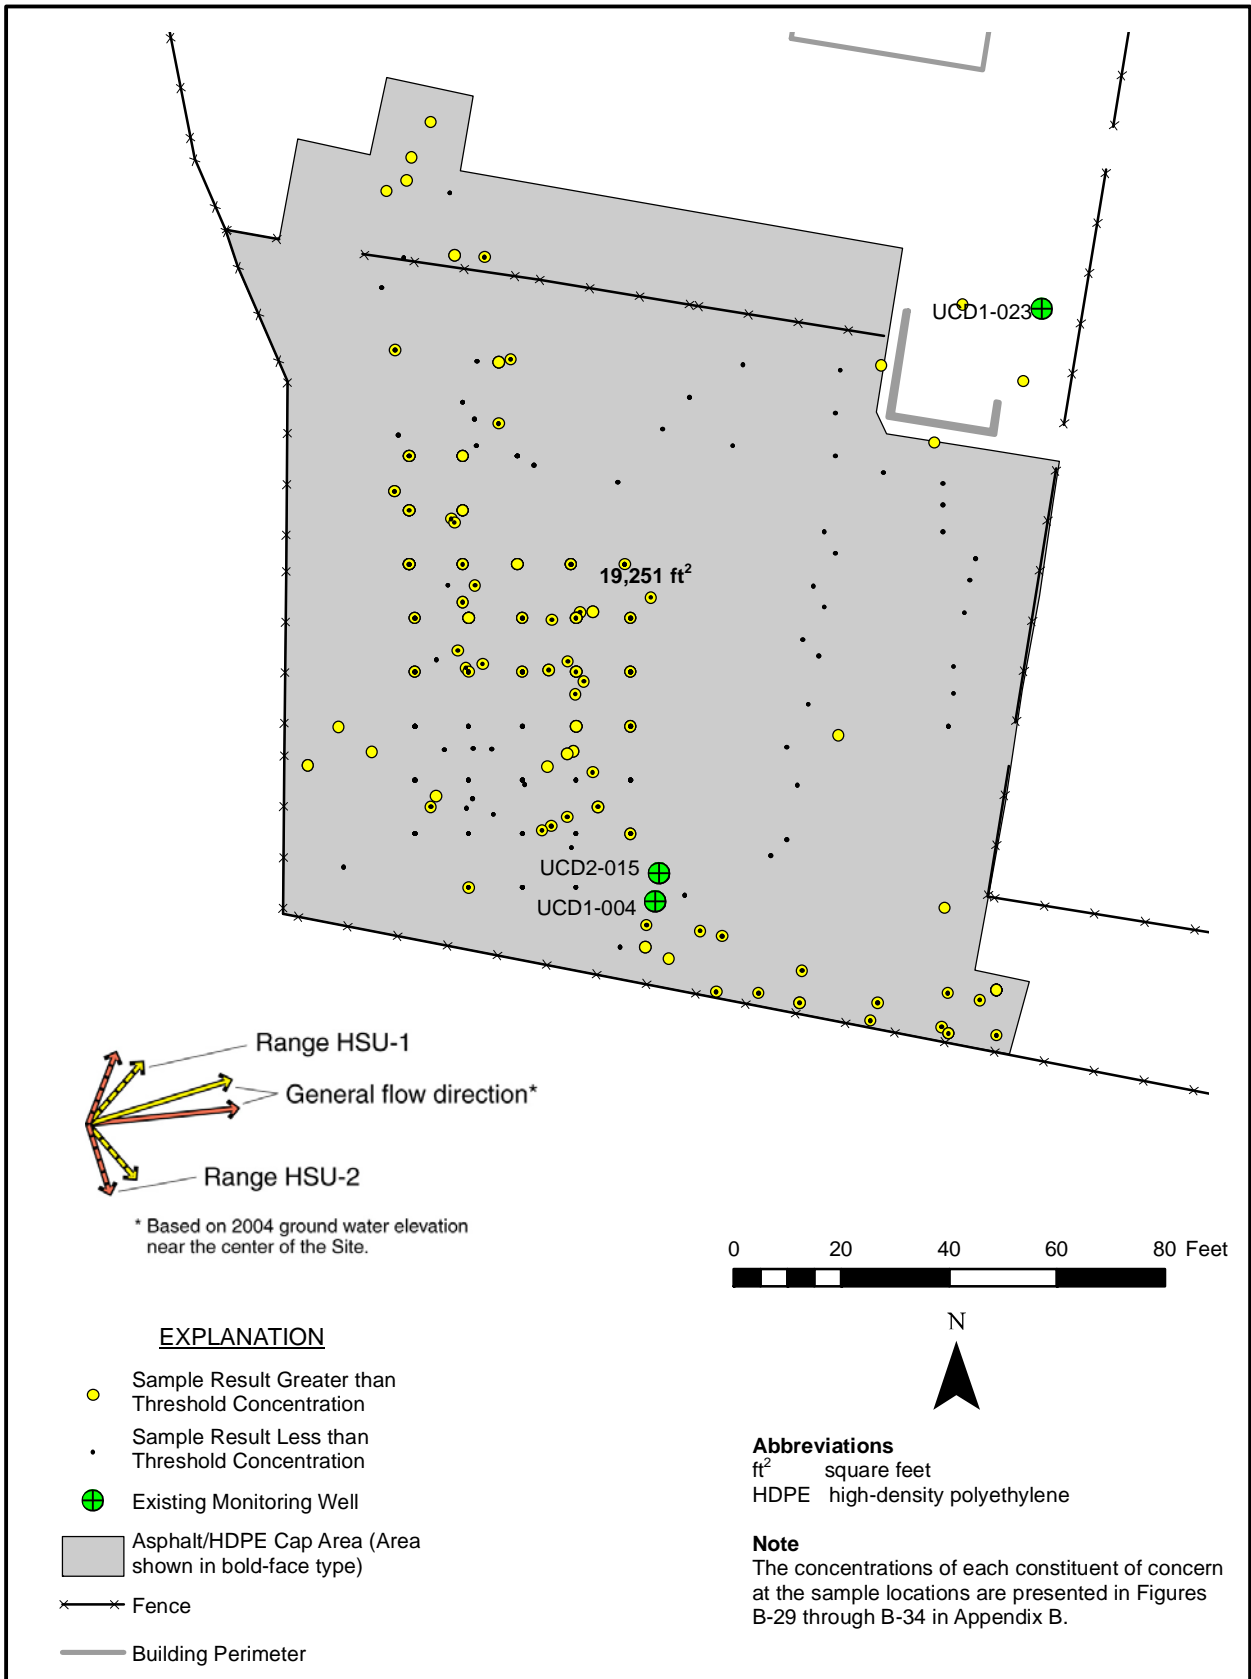 UCD1-023
19,251 ft²
UCD2-015
UCD1-004
Range HSU-1
General flow direction*
Range HSU-2
* Based on 2004 ground water elevation
near the center of the Site.
0 20 40 60 80 Feet
N
EXPLANATION
Sample Result Greater than
Threshold Concentration
Sample Result Less than
Threshold Concentration
Existing Monitoring Well
Asphalt/HDPE Cap Area (Area
shown in bold-face type)
Fence
Building Perimeter
Abbreviations
ft² square feet
HDPE high-density polyethylene
Note
The concentrations of each constituent of concern
at the sample locations are presented in Figures
B-29 through B-34 in Appendix B.